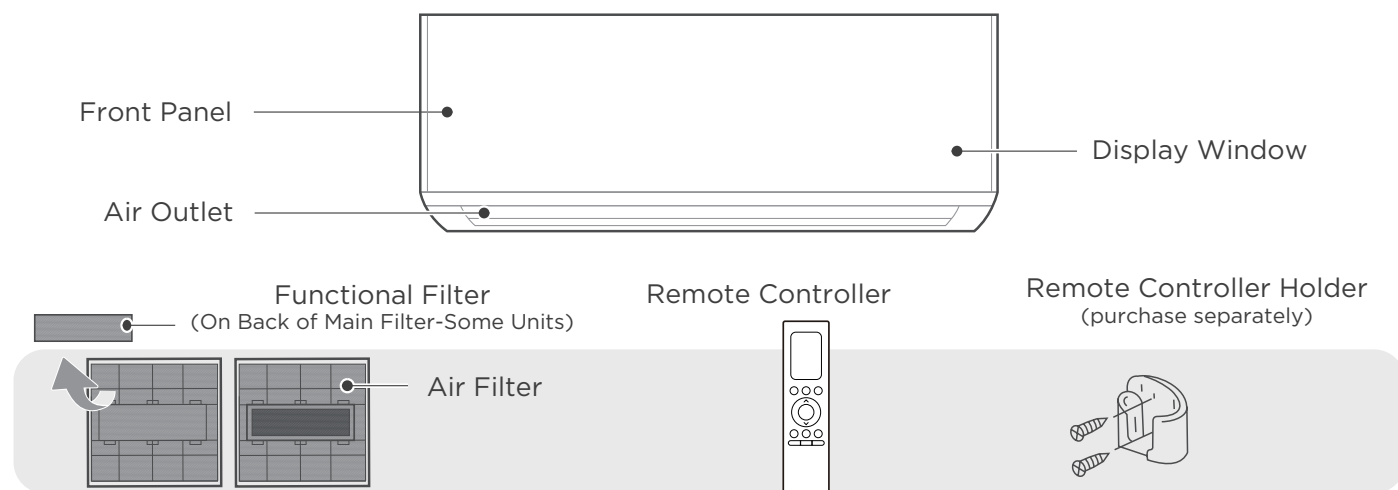 Front Panel
Display Window
Air Outlet
Functional Filter
(On Back of Main Filter-Some Units)
Remote Controller
Remote Controller Holder
(purchase separately)
Air Filter